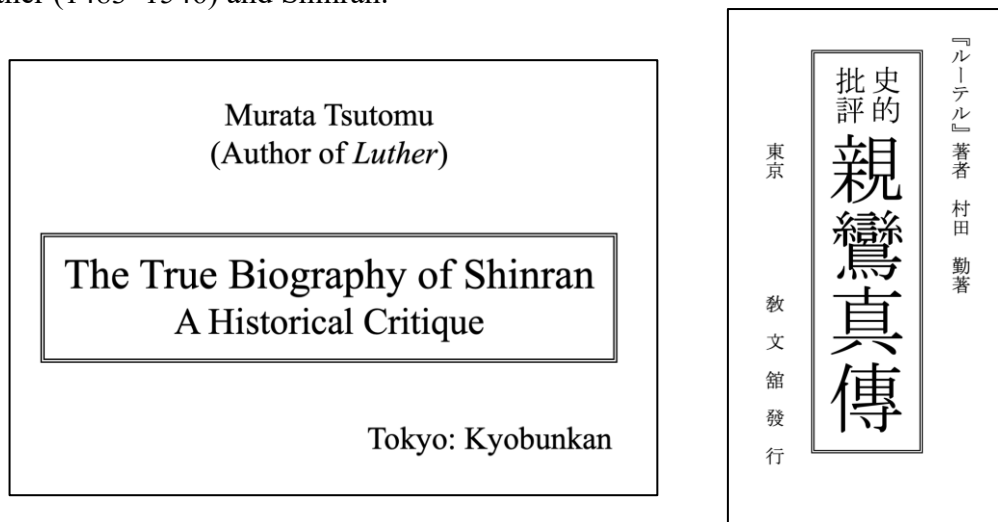 ther (1483–1546) and Shinran.
Murata Tsutomu
(Author of Luther)
The True Biography of Shinran
A Historical Critique
Tokyo: Kyobunkan
『ルーテル』著者 村田 勤著
史的
批評
親鸞真傳
東京 敎文舘發行